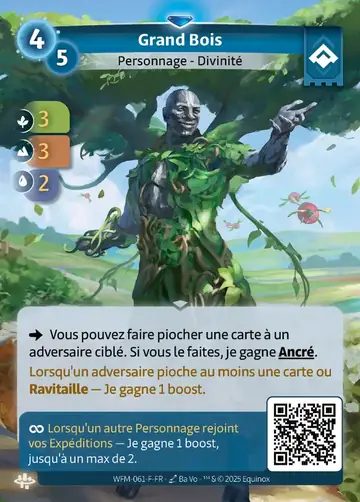 4
5
Grand Bois
Personnage - Divinité
3
3
2
Vous pouvez faire piocher une carte à un
adversaire ciblé. Si vous le faites, je gagne Ancré.
Lorsqu'un adversaire pioche au moins une carte ou
Ravitaille — Je gagne 1 boost.
∞ Lorsqu'un autre Personnage rejoint
vos Expéditions — Je gagne 1 boost,
jusqu'à un max de 2.
WFM-061-F-FR • Ba Vo • ™ & © 2025 Equinox